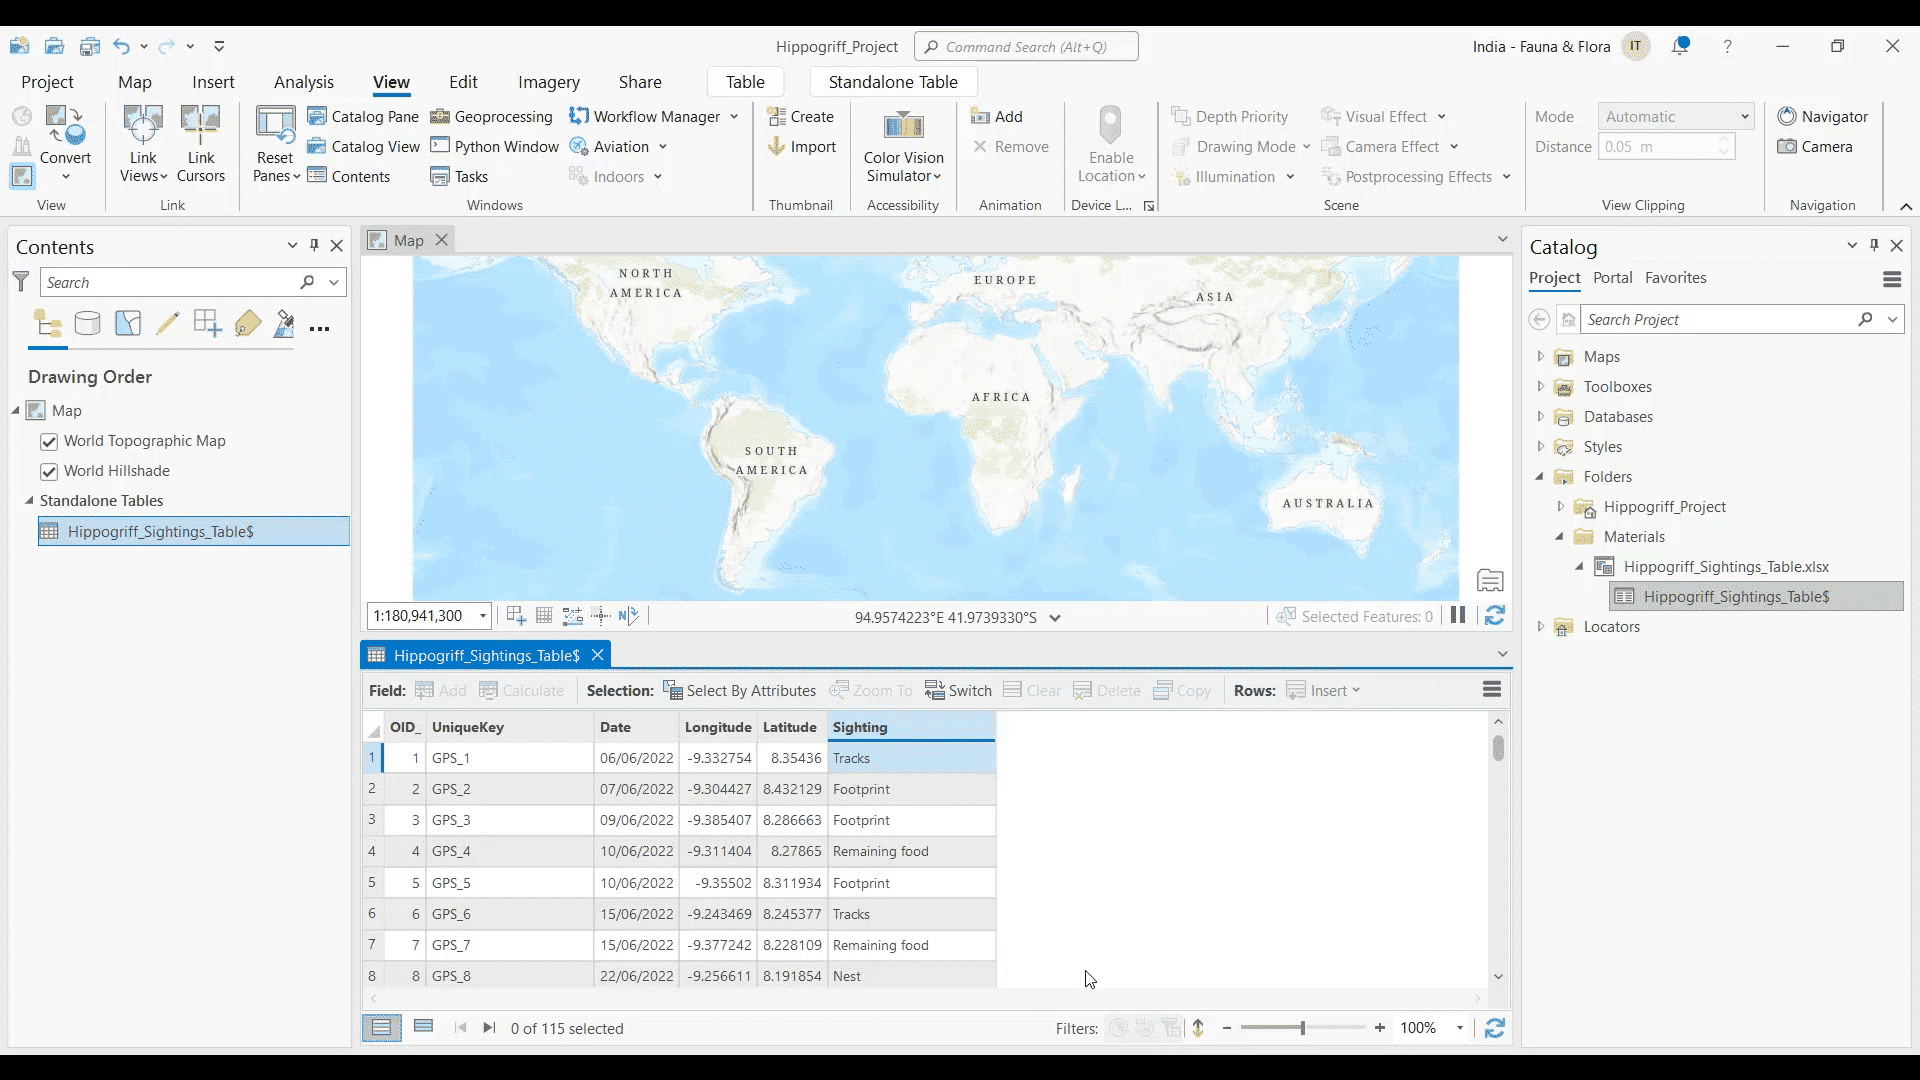 Hippogriff_Project
Command Search (Alt+Q)
India - Fauna & Flora
IT
?
Project
Map
Insert
Analysis
View
Edit
Imagery
Share
Table
Standalone Table
Convert
View
Link Views
Link Cursors
Link
Reset Panes
Catalog Pane
Catalog View
Contents
Geoprocessing
Python Window
Tasks
Workflow Manager
Aviation
Indoors
Windows
Create
Import
Thumbnail
Color Vision Simulator
Accessibility
Add
Remove
Animation
Enable Location
Device L...
Depth Priority
Drawing Mode
Illumination
Visual Effect
Camera Effect
Postprocessing Effects
Scene
Mode
Automatic
Distance
0.05 m
View Clipping
Navigator
Camera
Navigation
Contents
Search
Drawing Order
Map
World Topographic Map
World Hillshade
Standalone Tables
Hippogriff_Sightings_Table$
Map
NORTH
AMERICA
EUROPE
ASIA
AFRICA
SOUTH
AMERICA
AUSTRALIA
1:180,941,300
N
94.9574223°E 41.9739330°S
Selected Features: 0
Hippogriff_Sightings_Table$
Field:
Add
Calculate
Selection:
Select By Attributes
Zoom To
Switch
Clear
Delete
Copy
Rows:
Insert
OID_ UniqueKey Date Longitude Latitude Sighting
1 1 GPS_1 06/06/2022 -9.332754 8.35436 Tracks
2 2 GPS_2 07/06/2022 -9.304427 8.432129 Footprint
3 3 GPS_3 09/06/2022 -9.385407 8.286663 Footprint
4 4 GPS_4 10/06/2022 -9.311404 8.27865 Remaining food
5 5 GPS_5 10/06/2022 -9.35502 8.311934 Footprint
6 6 GPS_6 15/06/2022 -9.243469 8.245377 Tracks
7 7 GPS_7 15/06/2022 -9.377242 8.228109 Remaining food
8 8 GPS_8 22/06/2022 -9.256611 8.191854 Nest
0 of 115 selected
Filters:
100%
Catalog
Project
Portal
Favorites
Search Project
Maps
Toolboxes
Databases
Styles
Folders
Hippogriff_Project
Materials
Hippogriff_Sightings_Table.xlsx
Hippogriff_Sightings_Table$
Locators